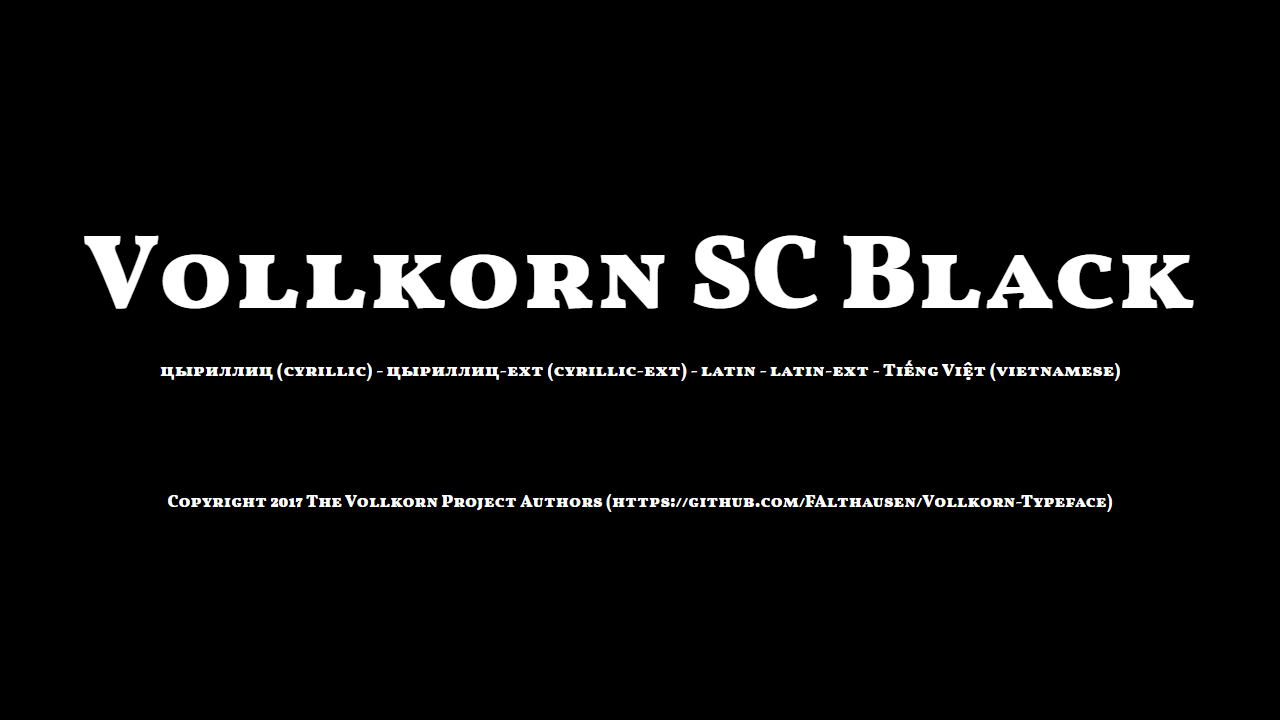 Vollkorn SC Black
цыриллиц (cyrillic) - цыриллиц-ext (cyrillic-ext) - latin - latin-ext - Tiếng Việt (vietnamese)
Copyright 2017 The Vollkorn Project Authors (https://github.com/FAlthausen/Vollkorn-Typeface)